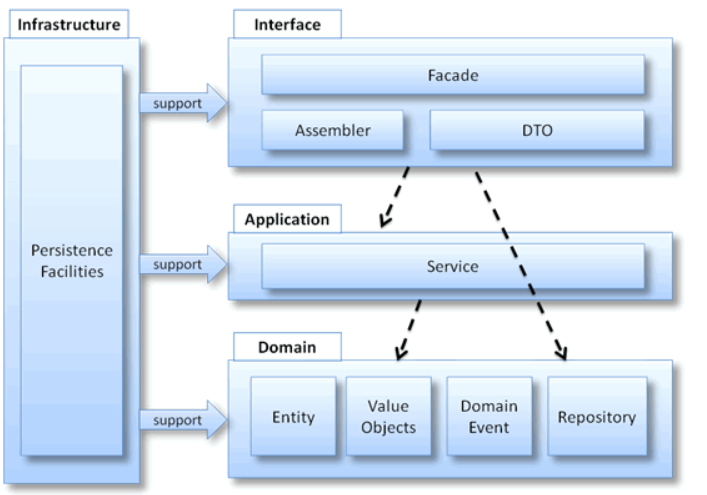 Infrastructure
Persistence
Facilities
support
support
support
Interface
Facade
Assembler
DTO
Application
Service
Domain
Entity
Value
Objects
Domain
Event
Repository